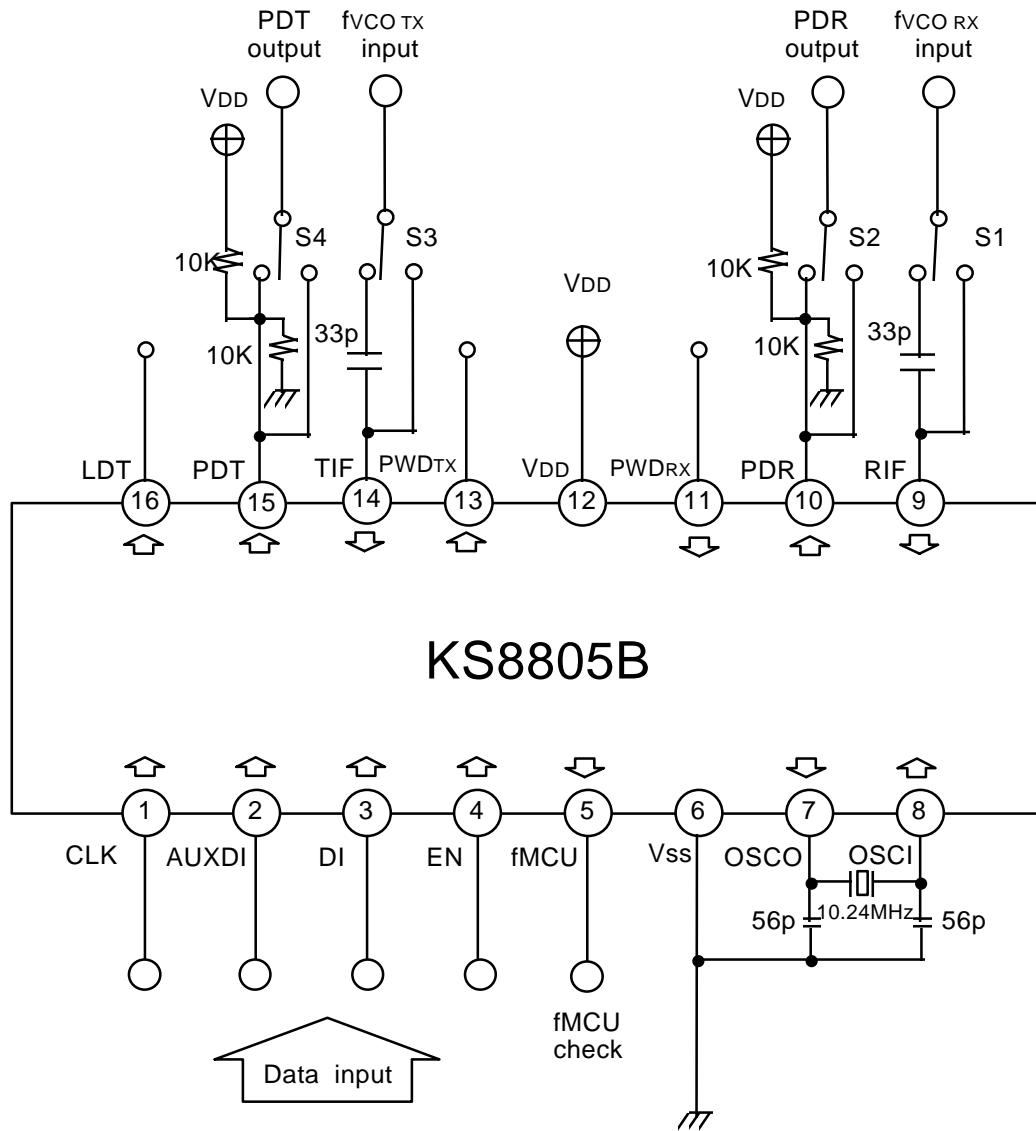 PDT output
fVCO TX input
PDR output
fVCO RX input
VDD
VDD
S4
S3
S2
S1
10K
10K
VDD
10K
33p
10K
33p
LDT
PDT
TIF
PWDTX
VDD
PWDRX
PDR
RIF
16
15
14
13
12
11
10
9
KS8805B
1
2
3
4
5
6
7
8
CLK
AUXDI
DI
EN
fMCU
Vss
OSCO
OSCI
56p
10.24MHz
56p
fMCU check
Data input